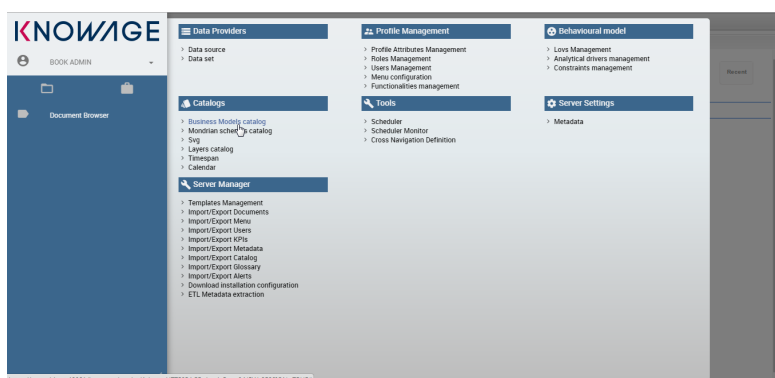 KNOWAGE
BOOK ADMIN
Document Browser
Data Providers
Data source
Data set
Profile Management
Profile Attributes Management
Roles Management
Users Management
Menu configuration
Functionalities management
Behavioural model
Lovs Management
Analytical drivers management
Constraints management
Catalogs
Business Models catalog
Mondrian schemas catalog
Svg
Layers catalog
Timespan
Calendar
Tools
Scheduler
Scheduler Monitor
Cross Navigation Definition
Server Settings
Metadata
Server Manager
Templates Management
Import/Export Documents
Import/Export Menu
Import/Export Users
Import/Export KPIs
Import/Export Metadata
Import/Export Catalog
Import/Export Glossary
Import/Export Alerts
Download installation configuration
ETL Metadata extraction
Recent